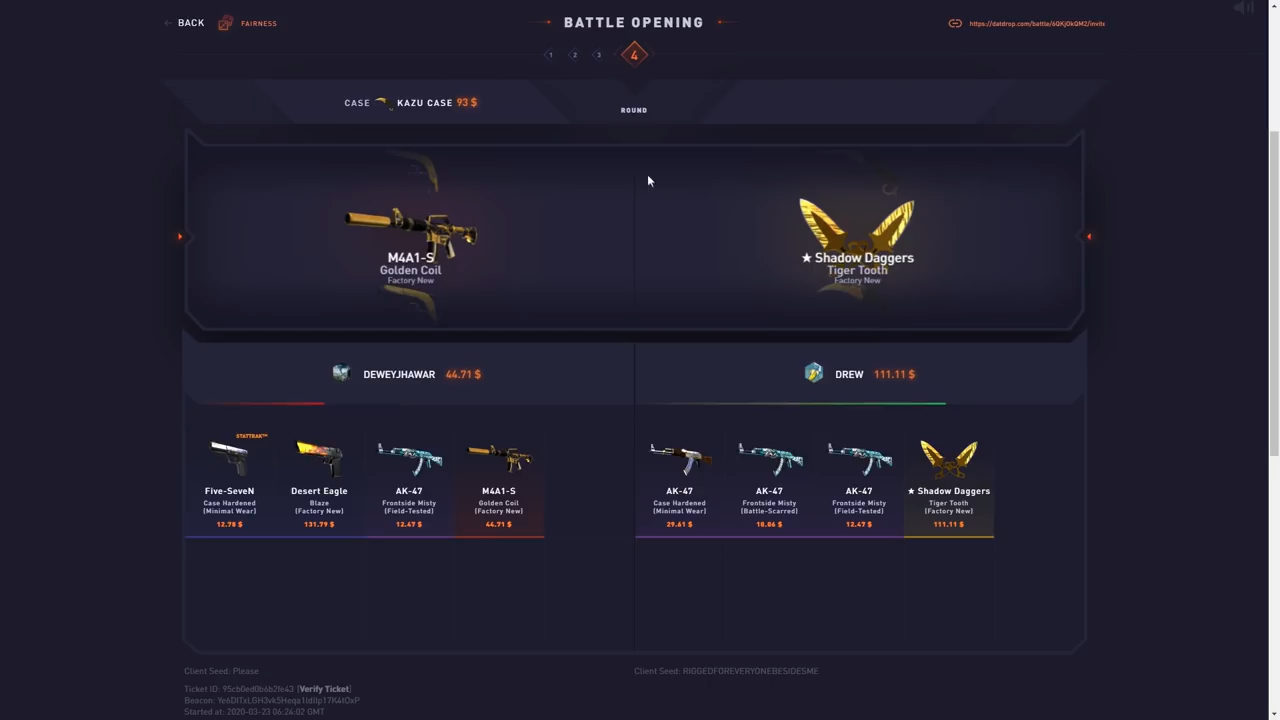 BACK
FAIRNESS
BATTLE OPENING
https://datdrop.com/battle/6QKjOkQM2/invite
1 2 3 4
CASE KAZU CASE 93 $
ROUND
M4A1-S
Golden Coil
Factory New
★ Shadow Daggers
Tiger Tooth
Factory New
DEWEYJHAWAR 44.71 $
DREW 111.11 $
STATTRAK™
Five-SeveN
Case Hardened
(Minimal Wear)
12.78 $
Desert Eagle
Blaze
(Factory New)
131.79 $
AK-47
Frontside Misty
(Field-Tested)
12.47 $
M4A1-S
Golden Coil
(Factory New)
44.71 $
AK-47
Case Hardened
(Minimal Wear)
29.61 $
AK-47
Frontside Misty
(Battle-Scarred)
10.06 $
AK-47
Frontside Misty
(Field-Tested)
12.47 $
★ Shadow Daggers
Tiger Tooth
(Factory New)
111.11 $
Client Seed: Please
Client Seed: RIGGEDFOREVERYONEBESIDESME
Ticket ID: 95cb0ed0b6b2fe43 [Verify Ticket]
Beacon:
Started at: 2020-03-23 06:24:02 GMT